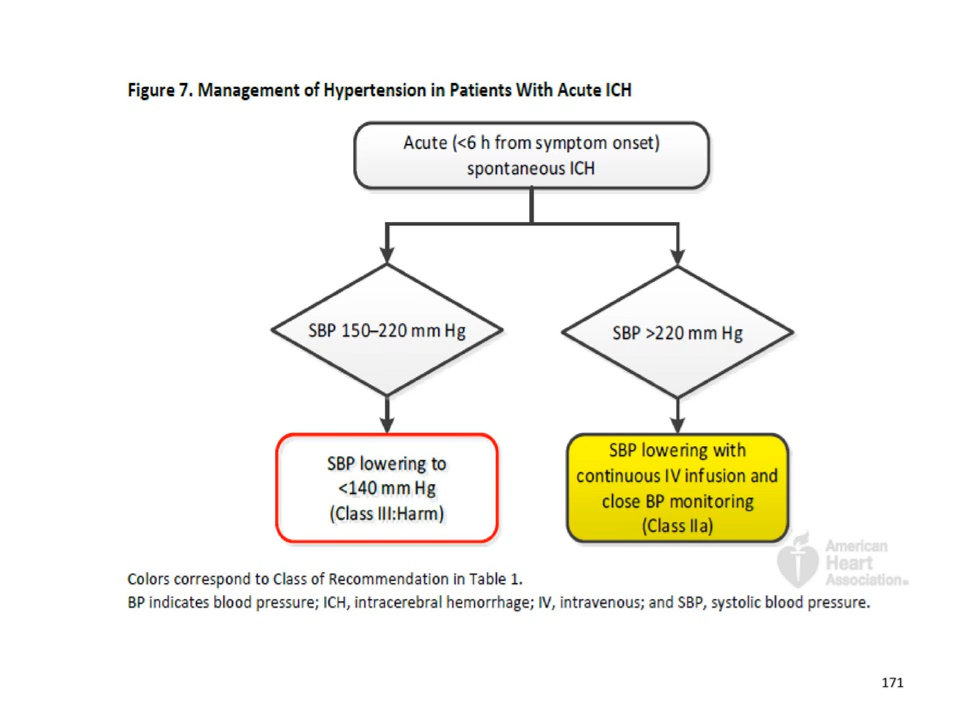 Figure 7. Management of Hypertension in Patients With Acute ICH
Acute (<6 h from symptom onset)
spontaneous ICH
SBP 150–220 mm Hg
SBP >220 mm Hg
SBP lowering to
<140 mm Hg
(Class III:Harm)
SBP lowering with
continuous IV infusion and
close BP monitoring
(Class IIa)
American
Heart
Association®
Colors correspond to Class of Recommendation in Table 1.
BP indicates blood pressure; ICH, intracerebral hemorrhage; IV, intravenous; and SBP, systolic blood pressure.
171